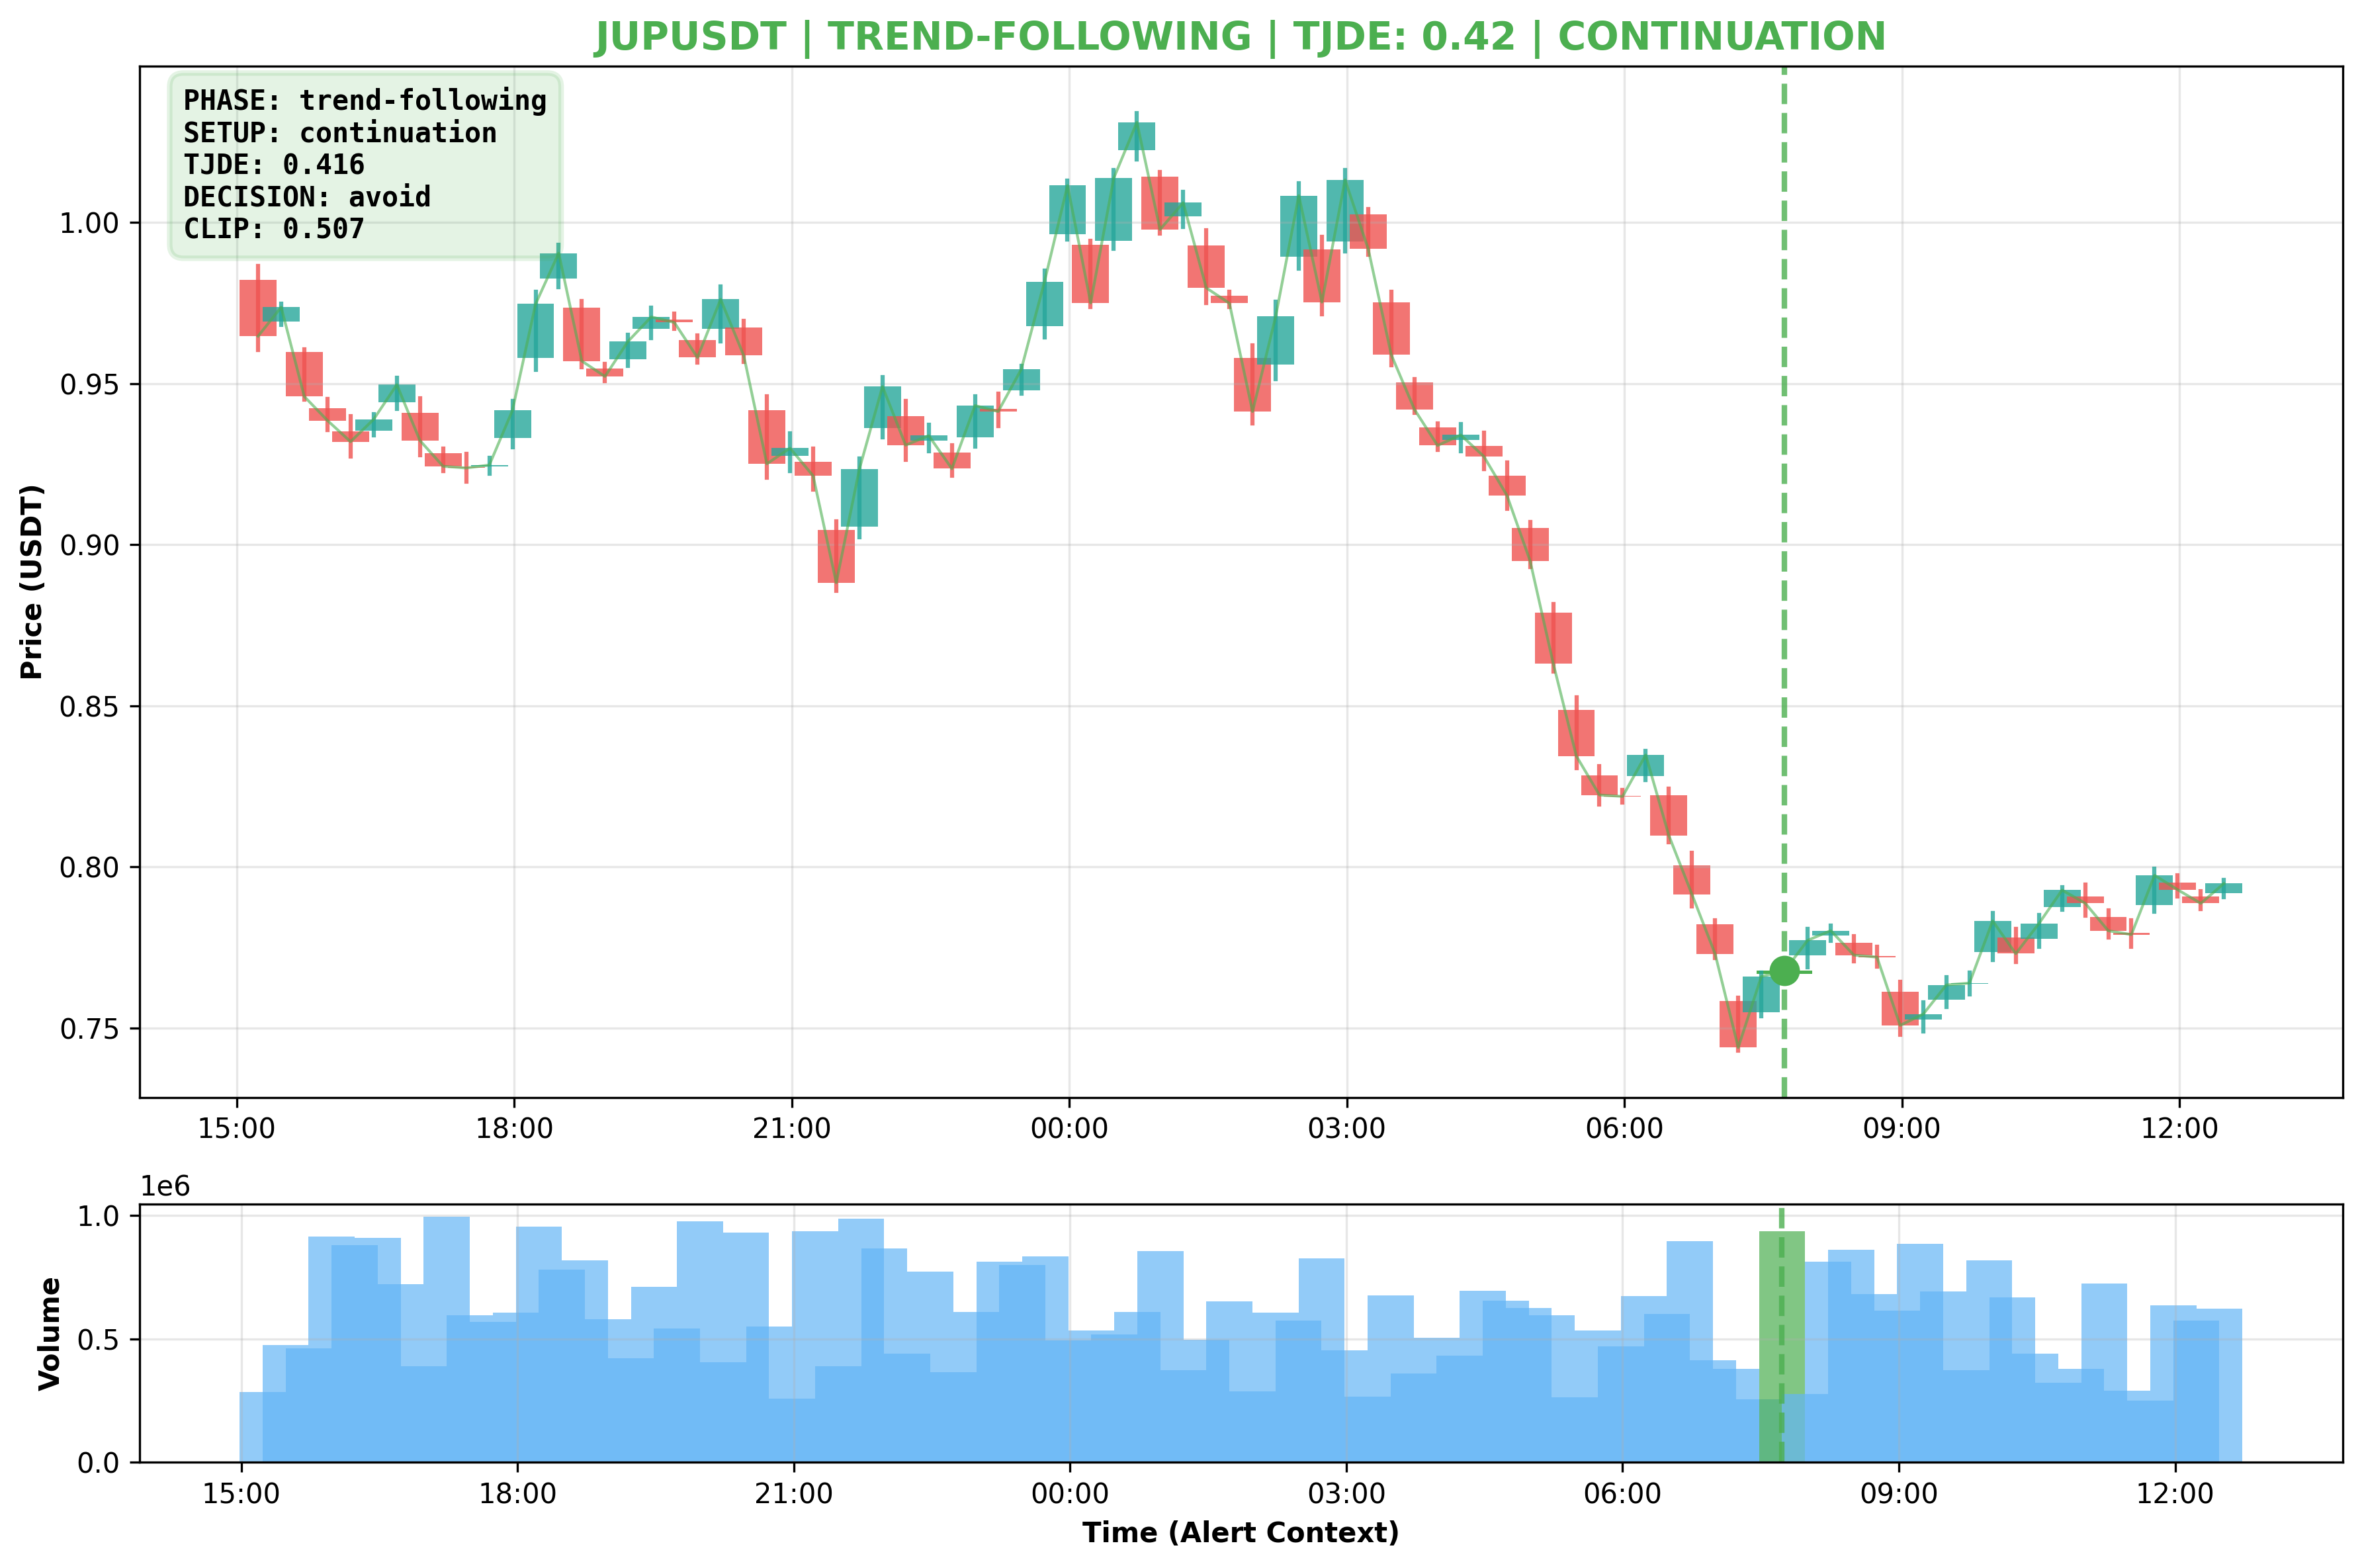 JUPUSDT | TREND-FOLLOWING | TJDE: 0.42 | CONTINUATION
PHASE: trend-following
SETUP: continuation
TJDE: 0.416
DECISION: avoid
CLIP: 0.507
Price (USDT)
1.00
0.95
0.90
0.85
0.80
0.75
15:00 18:00 21:00 00:00 03:00 06:00 09:00 12:00
1e6
Volume
1.0
0.5
0.0
15:00 18:00 21:00 00:00 03:00 06:00 09:00 12:00
Time (Alert Context)